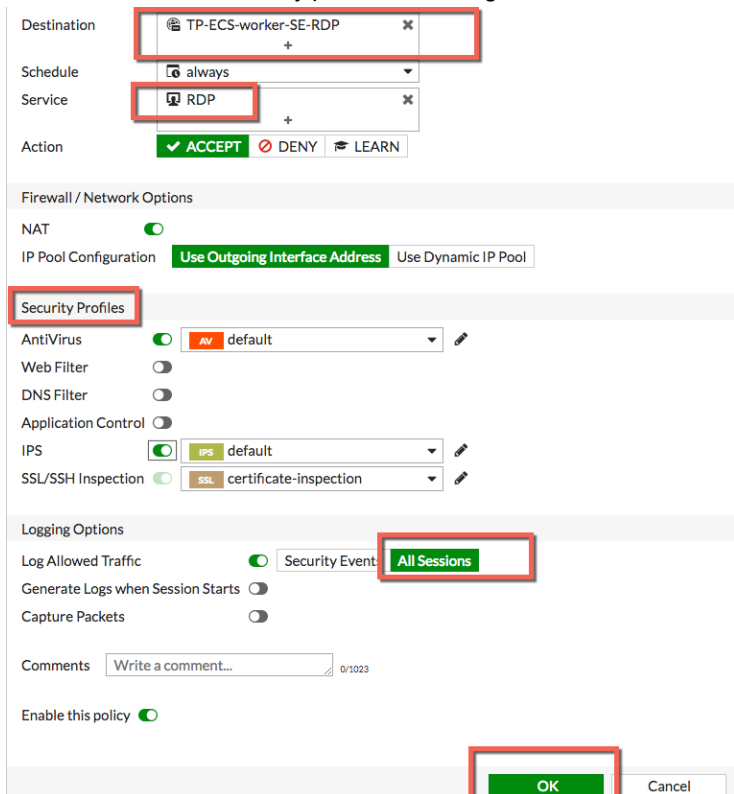 Destination TP-ECS-worker-SE-RDP
+
Schedule always
Service RDP
+
Action ACCEPT DENY LEARN
Firewall / Network Options
NAT
IP Pool Configuration Use Outgoing Interface Address Use Dynamic IP Pool
Security Profiles
AntiVirus AV default
Web Filter
DNS Filter
Application Control
IPS IPS default
SSL/SSH Inspection SSL certificate-inspection
Logging Options
Log Allowed Traffic Security Event All Sessions
Generate Logs when Session Starts
Capture Packets
Comments Write a comment... 0/1023
Enable this policy
OK Cancel